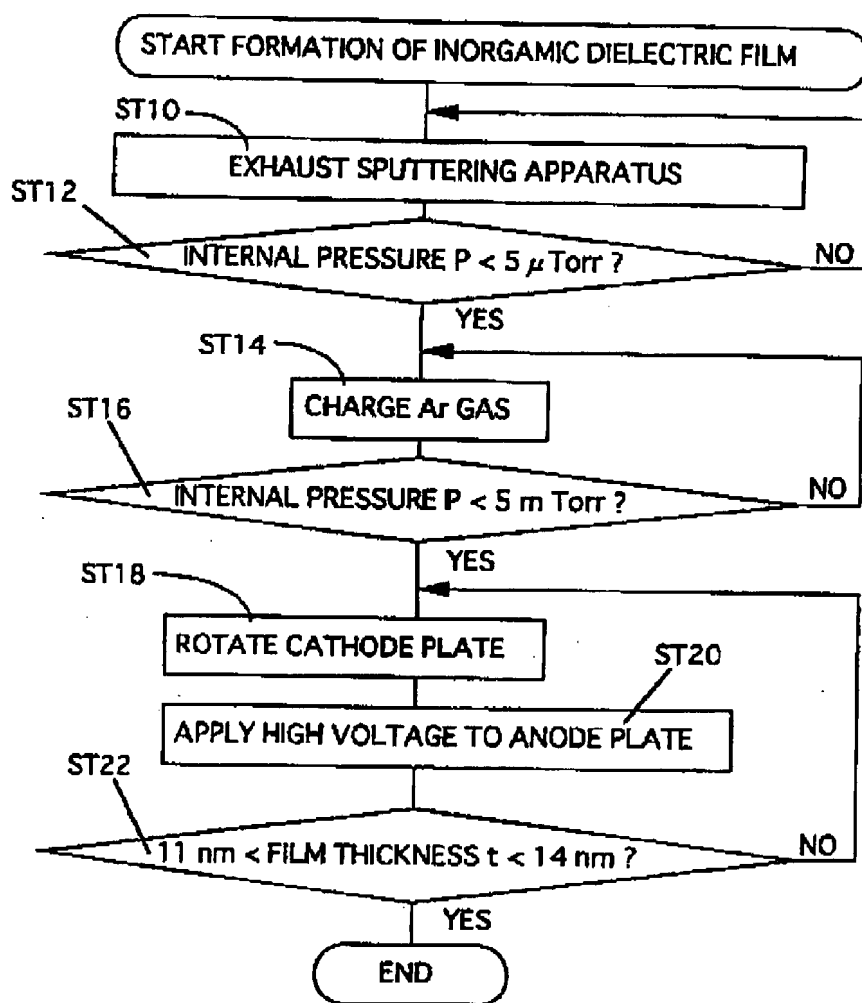 START FORMATION OF INORGAMIC DIELECTRIC FILM
ST10
EXHAUST SPUTTERING APPARATUS
ST12
INTERNAL PRESSURE P < 5 μ Torr ?
NO
YES
ST14
CHARGE Ar GAS
ST16
INTERNAL PRESSURE P < 5 m Torr ?
NO
YES
ST18
ROTATE CATHODE PLATE
ST20
APPLY HIGH VOLTAGE TO ANODE PLATE
ST22
11 nm < FILM THICKNESS t < 14 nm ?
NO
YES
END